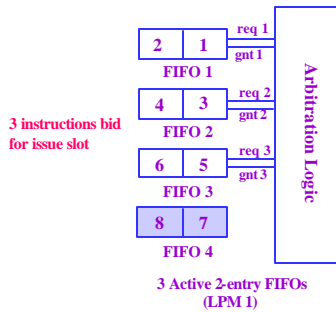 2 1
req 1
gnt 1
FIFO 1
4 3
req 2
gnt 2
FIFO 2
3 instructions bid
for issue slot
6 5
req 3
gnt 3
FIFO 3
8 7
FIFO 4
Arbitration Logic
3 Active 2-entry FIFOs
(LPM 1)